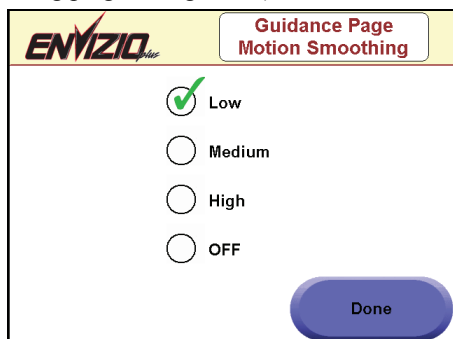 ENVIZIO plus
Guidance Page
Motion Smoothing
Low
Medium
High
OFF
Done